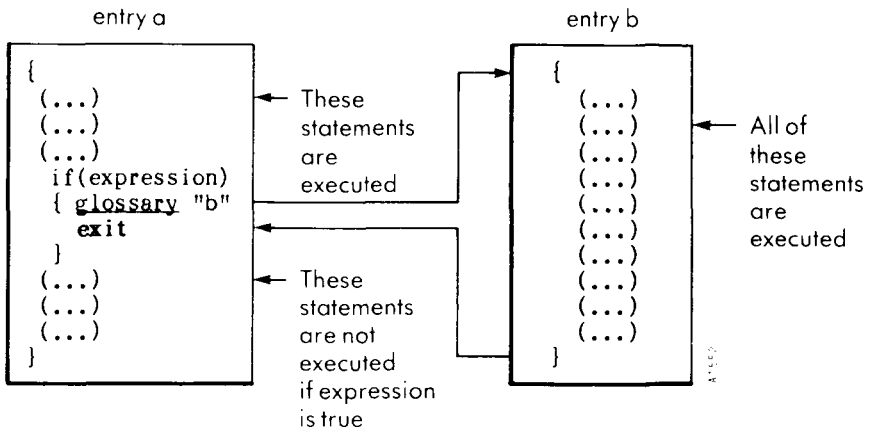 entry a
{
(...)
(...)
(...)
if(expression)
{ glossary "b"
exit
}
(...)
(...)
(...)
}
These
statements
are
executed
These
statements
are not
executed
if expression
is true
entry b
{
(...)
(...)
(...)
(...)
(...)
(...)
(...)
(...)
(...)
(...)
}
All of
these
statements
are
executed